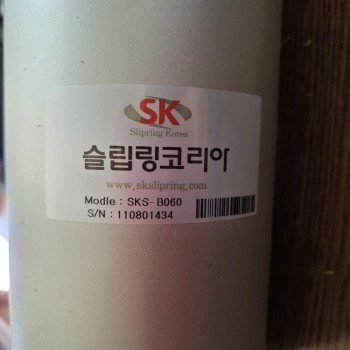 SK
Slipring Korea
슬립링코리아
www.skslipring.com
Modle : SKS-B060
S/N : 110801434